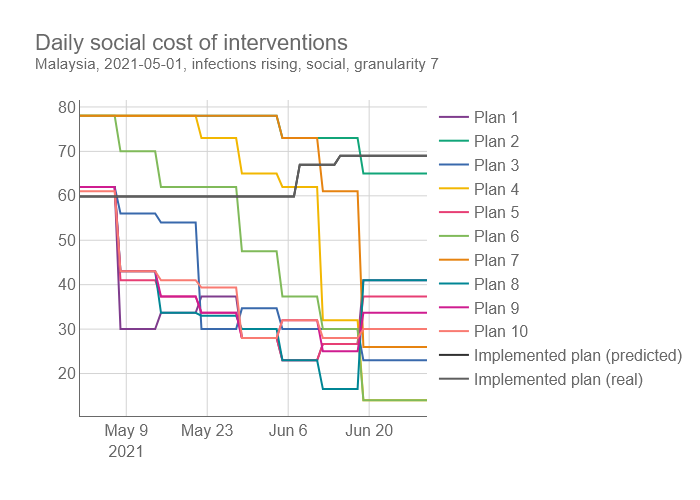 Daily social cost of interventions
Malaysia, 2021-05-01, infections rising, social, granularity 7
80
70
60
50
40
30
20
May 9
2021
May 23
Jun 6
Jun 20
Plan 1
Plan 2
Plan 3
Plan 4
Plan 5
Plan 6
Plan 7
Plan 8
Plan 9
Plan 10
Implemented plan (predicted)
Implemented plan (real)